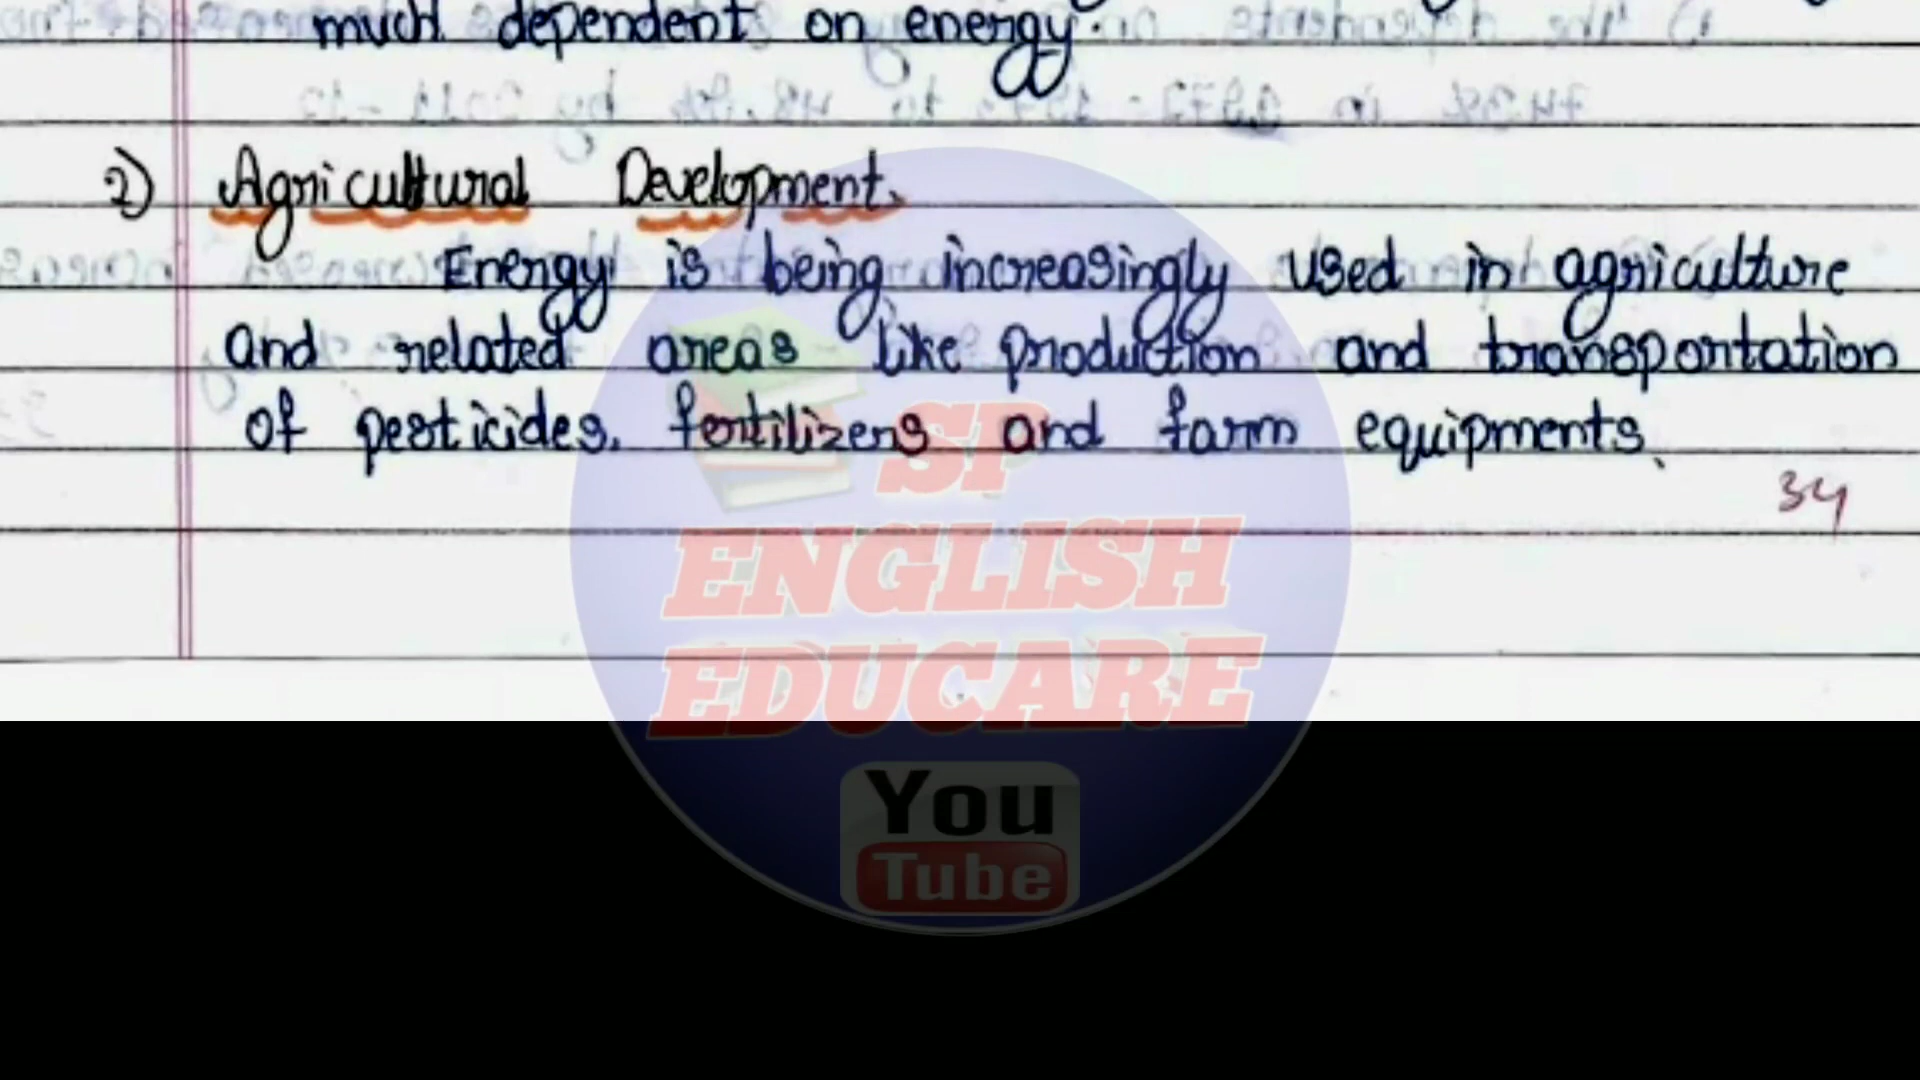 much dependent on energy.
2) Agricultural Development.
Energy is being increasingly used in agriculture
and related areas like production and transportation
of pesticides, fertilizers and farm equipments.
34
SP
ENGLISH
EDUCARE
You
Tube